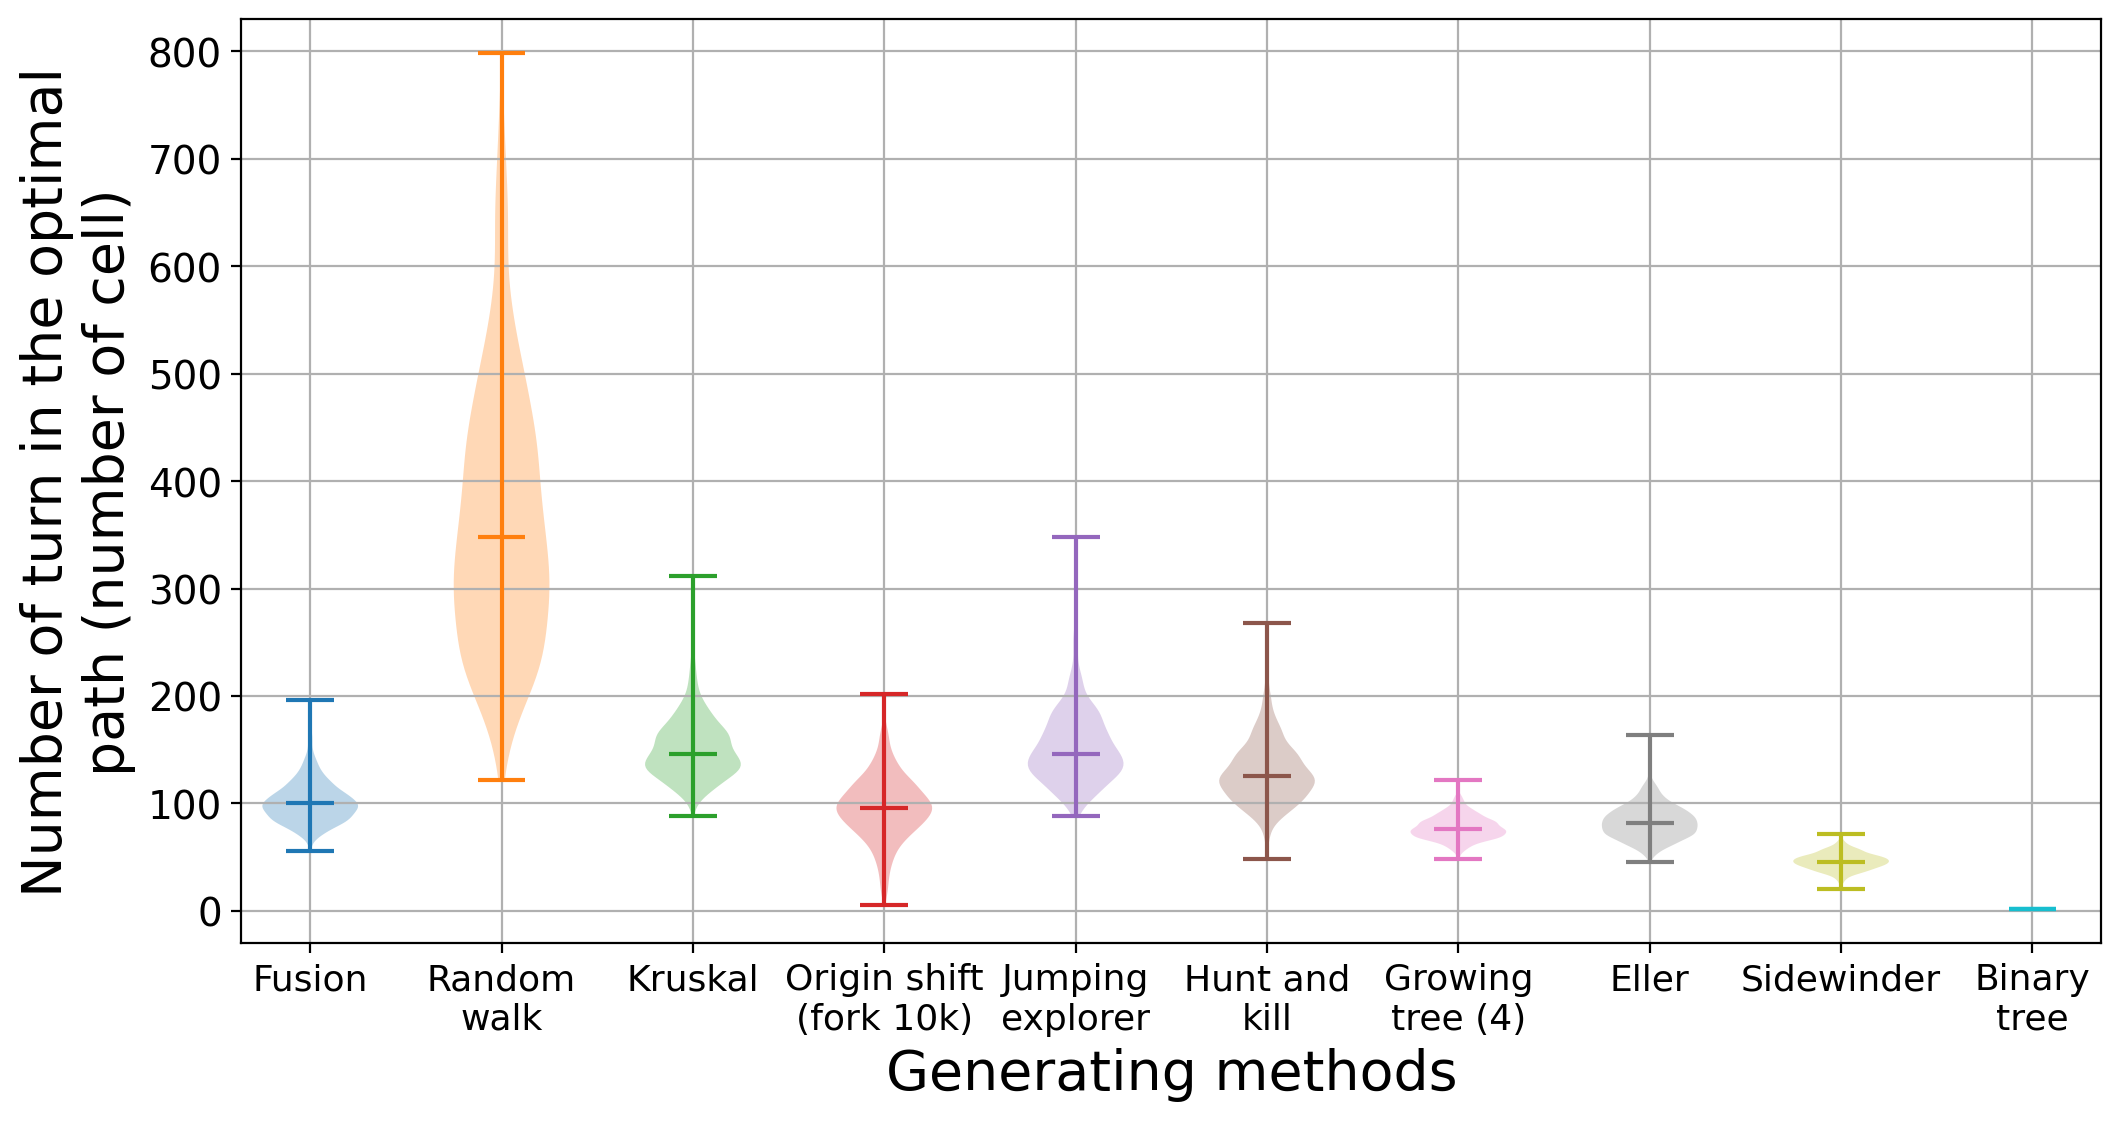 Number of turn in the optimal
path (number of cell)
800
700
600
500
400
300
200
100
0
Fusion
Random
walk
Kruskal
Origin shift
(fork 10k)
Jumping
explorer
Hunt and
kill
Growing
tree (4)
Eller
Sidewinder
Binary
tree
Generating methods